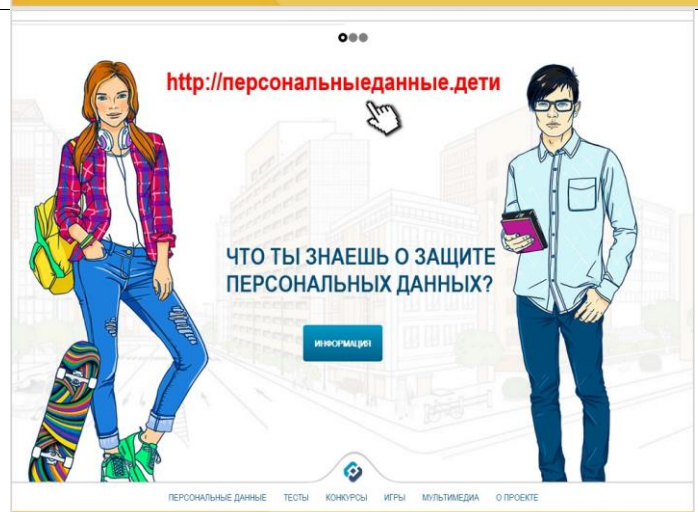 http://персональныеданные.дети
ЧТО ТЫ ЗНАЕШЬ О ЗАЩИТЕ
ПЕРСОНАЛЬНЫХ ДАННЫХ?
ИНФОРМАЦИЯ
ПЕРСОНАЛЬНЫЕ ДАННЫЕ ТЕСТЫ КОНКУРСЫ ИГРЫ МУЛЬТИМЕДИА О ПРОЕКТЕ